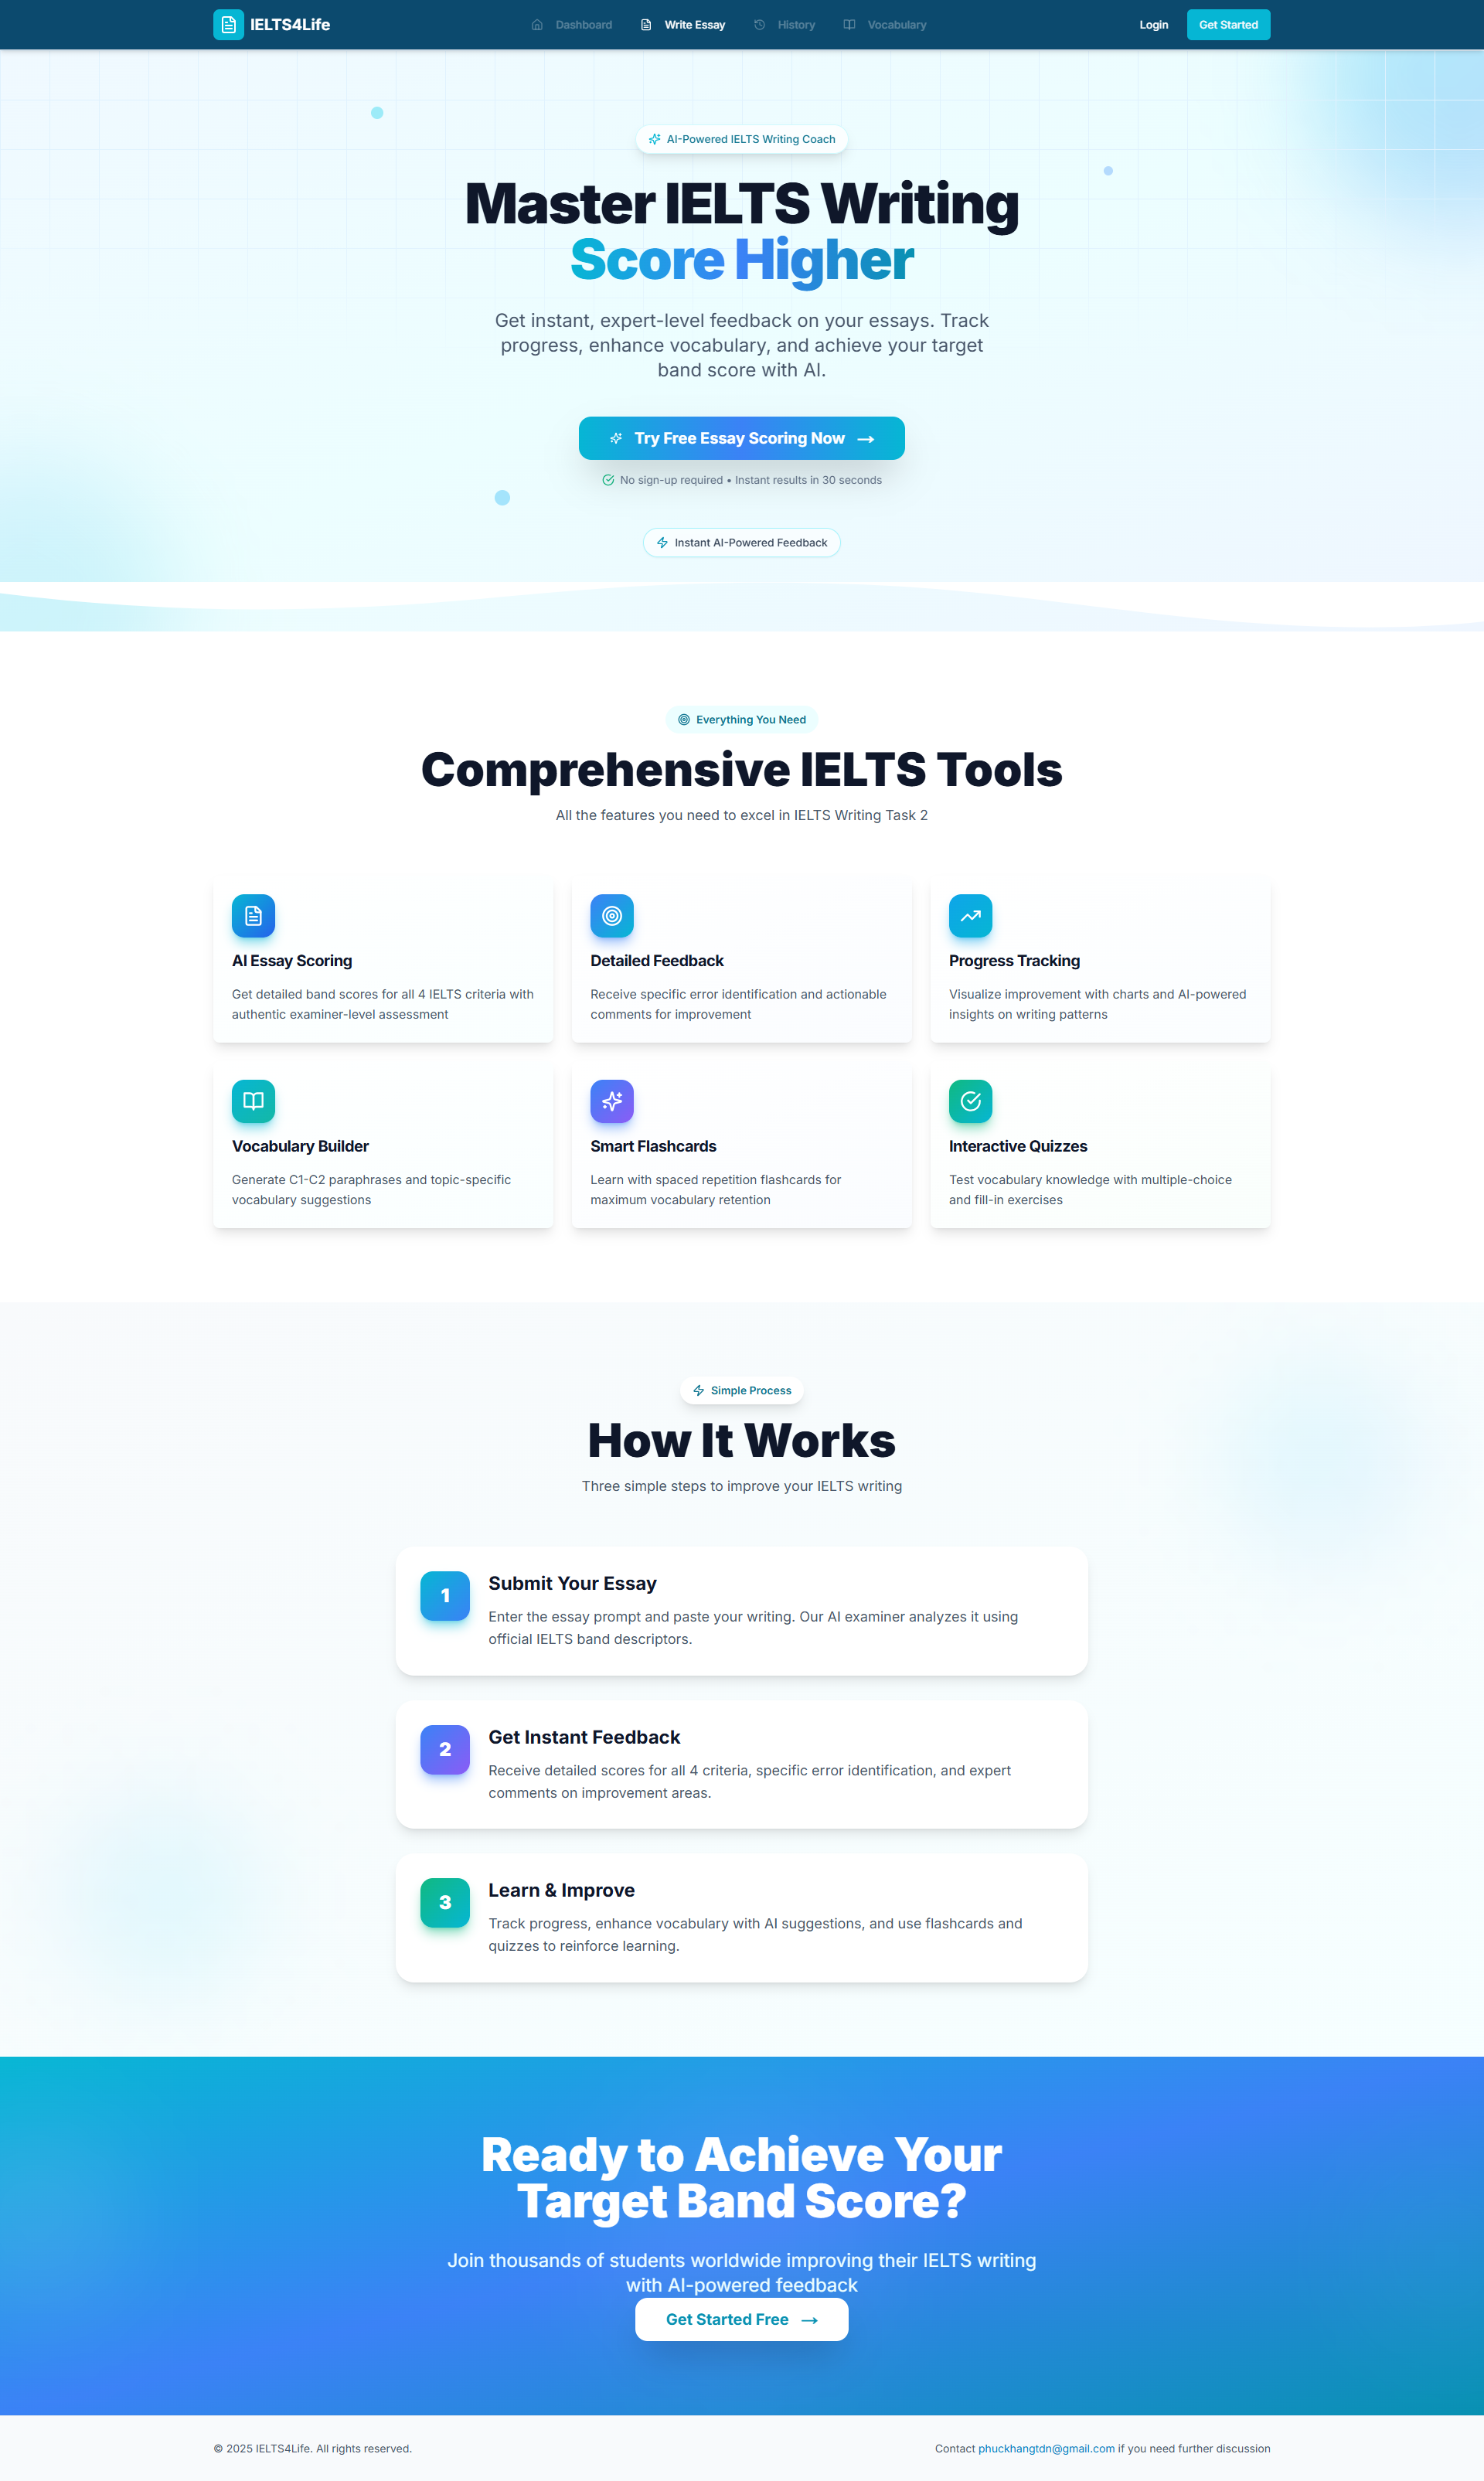 IELTS4Life
Dashboard
Write Essay
History
Vocabulary
Login
Get Started
AI-Powered IELTS Writing Coach
Master IELTS Writing
Score Higher
Get instant, expert-level feedback on your essays. Track
progress, enhance vocabulary, and achieve your target
band score with AI.
Try Free Essay Scoring Now →
No sign-up required • Instant results in 30 seconds
Instant AI-Powered Feedback
Everything You Need
Comprehensive IELTS Tools
All the features you need to excel in IELTS Writing Task 2
AI Essay Scoring
Get detailed band scores for all 4 IELTS criteria with
authentic examiner-level assessment
Detailed Feedback
Receive specific error identification and actionable
comments for improvement
Progress Tracking
Visualize improvement with charts and AI-powered
insights on writing patterns
Vocabulary Builder
Generate C1-C2 paraphrases and topic-specific
vocabulary suggestions
Smart Flashcards
Learn with spaced repetition flashcards for
maximum vocabulary retention
Interactive Quizzes
Test vocabulary knowledge with multiple-choice
and fill-in exercises
Simple Process
How It Works
Three simple steps to improve your IELTS writing
1
Submit Your Essay
Enter the essay prompt and paste your writing. Our AI examiner analyzes it using
official IELTS band descriptors.
2
Get Instant Feedback
Receive detailed scores for all 4 criteria, specific error identification, and expert
comments on improvement areas.
3
Learn & Improve
Track progress, enhance vocabulary with AI suggestions, and use flashcards and
quizzes to reinforce learning.
Ready to Achieve Your
Target Band Score?
Join thousands of students worldwide improving their IELTS writing
with AI-powered feedback
Get Started Free →
© 2025 IELTS4Life. All rights reserved.
Contact phuckhangtdn@gmail.com if you need further discussion